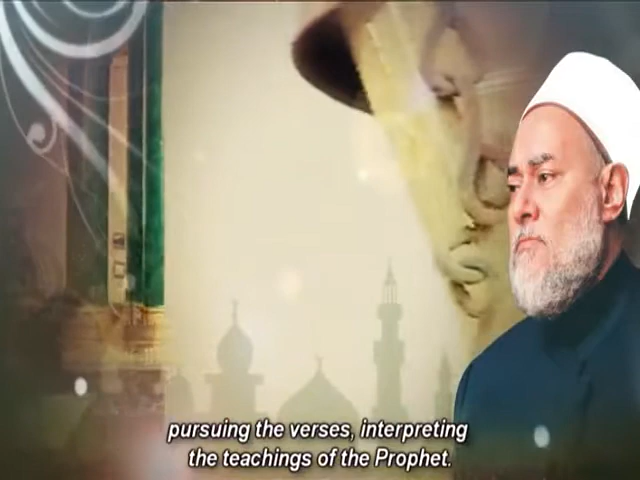 pursuing the verses, interpreting
the teachings of the Prophet.